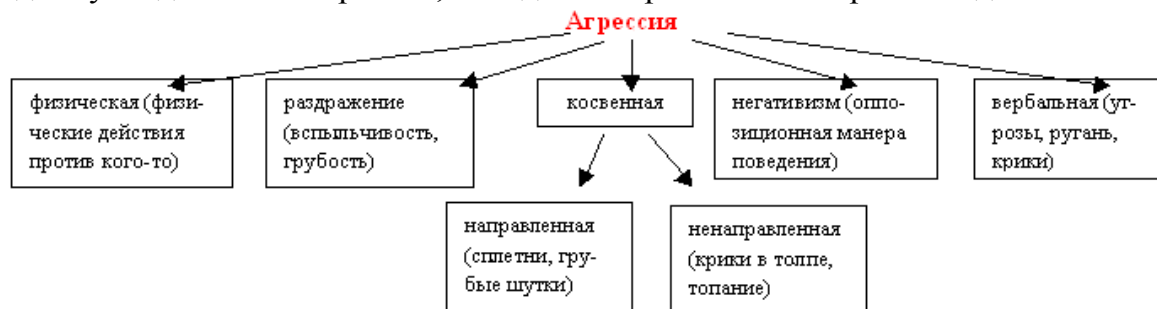 Агрессия
физическая (физи-
ческие действия
против кого-то)
раздражение
(вспыльчивость,
грубость)
косвенная
негативизм (оппо-
зиционная манера
поведения)
вербальная (уг-
розы, ругань,
крики)
направленная
(сплетни, гру-
бые шутки)
ненаправленная
(крики в толпе,
топание)